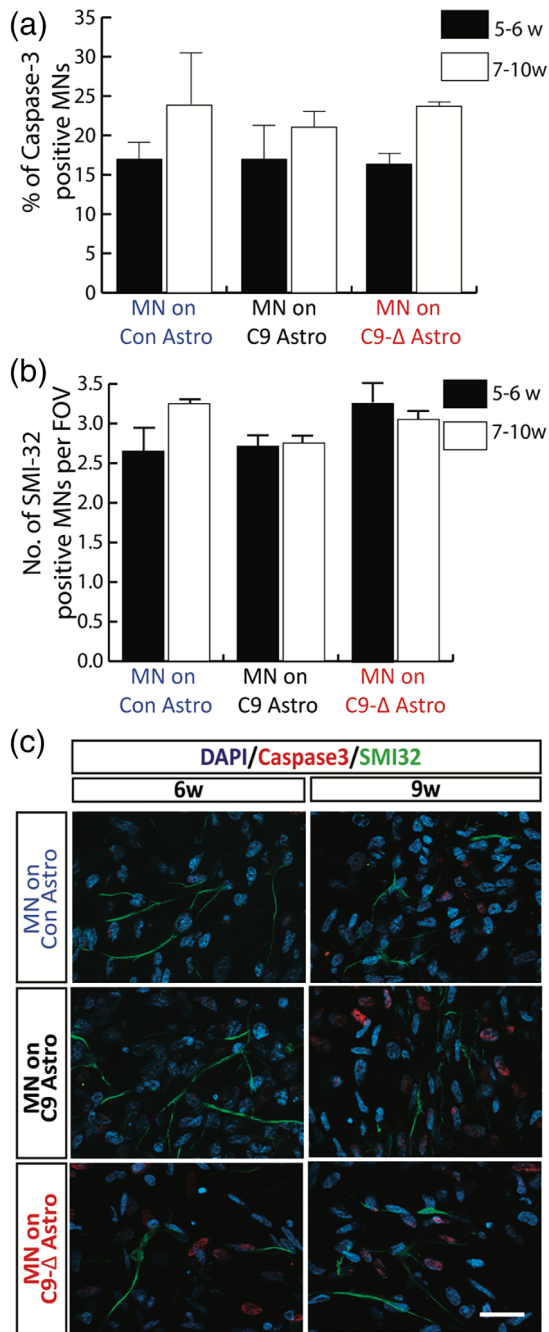 (a)
% of Caspase-3
positive MNs
35
30
25
20
15
10
5
0
5-6 w
7-10w
MN on
Con Astro
MN on
C9 Astro
MN on
C9-Δ Astro
(b)
No. of SMI-32
positive MNs per FOV
3.5
3.0
2.5
2.0
1.5
1.0
0.5
0.0
5-6 w
7-10w
MN on
Con Astro
MN on
C9 Astro
MN on
C9-Δ Astro
(c)
DAPI/Caspase3/SMI32
6w
9w
MN on
Con Astro
MN on
C9 Astro
MN on
C9-Δ Astro